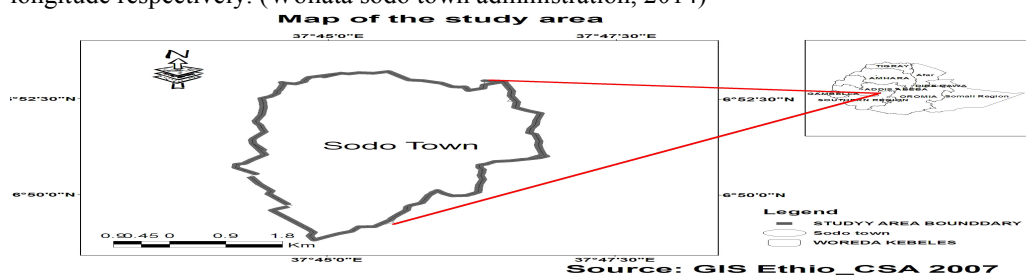 longitude respectively. (Wolaita sodo town administration, 2014)
Map of the study area
37°45'0"E 37°47'30"E
N
TIGRAY
AMHARA Afar
6°52'30"N 6°52'30"N
GAMBELLA ADDIS ABEBA DIRE DAWA
SOUTHERN REGION OROMIA Somali Region
Sodo Town
6°50'0"N 6°50'0"N
Legend
STUDYY AREA BOUNDDARY
Sodo town
WOREDA KEBELES
0.90.45 0 0.9 1.8
Km
37°45'0"E 37°47'30"E
Source: GIS Ethio_CSA 2007